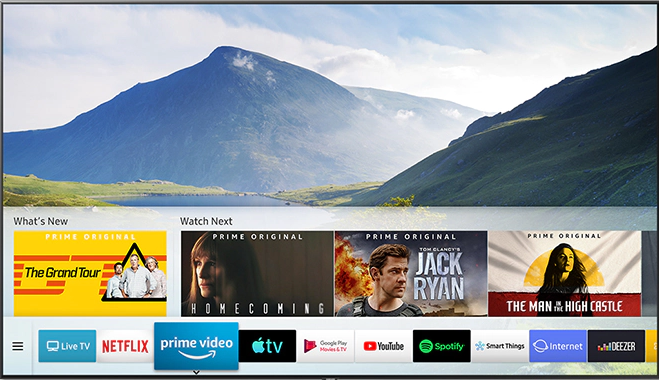 What's New
Watch Next
PRIME ORIGINAL
The Grand Tour
PRIME ORIGINAL
HOMECOMING
PRIME ORIGINAL
TOM CLANCY'S
JACK
RYAN
PRIME ORIGINAL
THE MAN IN THE HIGH CASTLE
Live TV
NETFLIX
prime video
tv
Google Play
Movies & TV
YouTube
Spotify
Smart Things
Internet
DEEZER